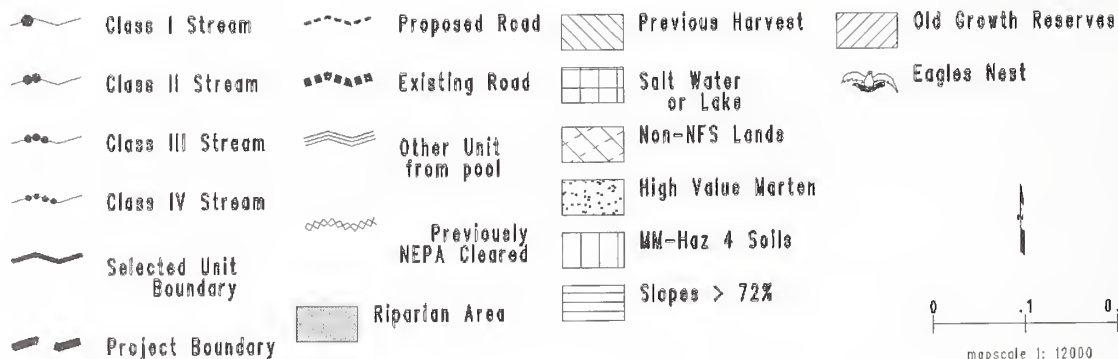 Class I Stream
Class II Stream
Class III Stream
Class IV Stream
Selected Unit
Boundary
Project Boundary
Proposed Road
Existing Road
Other Unit
from pool
Previously
NEPA Cleared
Riparian Area
Previous Harvest
Salt Water
or Lake
Non-NFS Lands
High Value Marten
MM-Haz 4 Soils
Slopes > 72%
Old Growth Reserves
Eagles Nest
0 .1 0.
mapscale 1: 12000